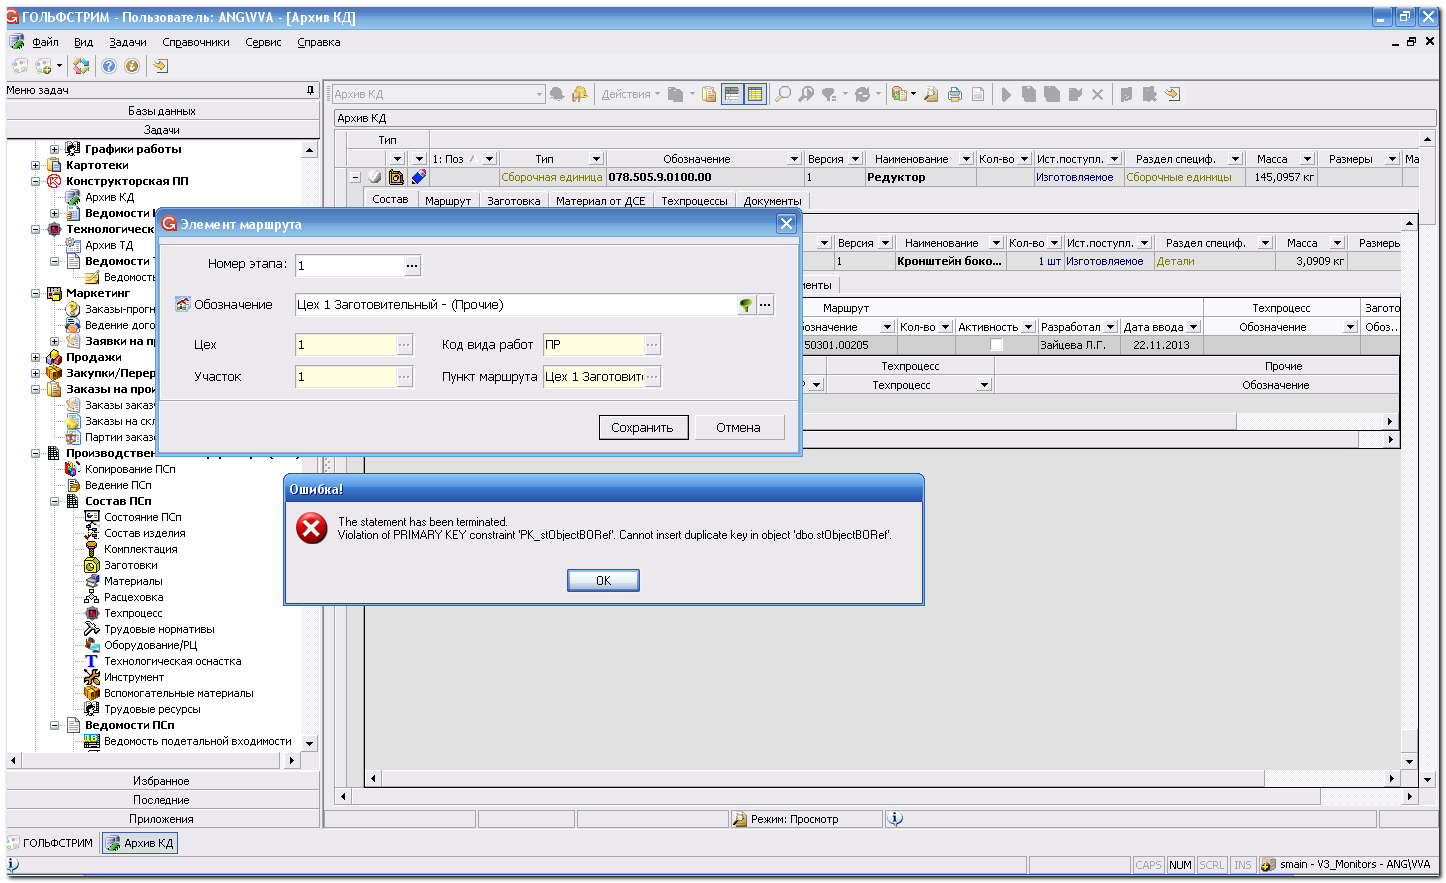 ГОЛЬФСТРИМ - Пользователь: ANG\VVA - [Архив КД]
Файл Вид Задачи Справочники Сервис Справка
Меню задач
Базы данных
Задачи
Графики работы
Картотеки
Конструкторская ПП
Архив КД
Ведомости
Технологическ
Архив ТД
Ведомости
Ведомость
Маркетинг
Заказы-прогн
Ведение дого
Заявки на п
Продажи
Закупки/Перер
Заказы на прои
Заказы заказ
Заказы на скл
Партии заказ
Производствен
Копирование ПСп
Ведение ПСп
Состав ПСп
Состояние ПСп
Состав изделия
Комплектация
Заготовки
Материалы
Расцеховка
Техпроцесс
Трудовые нормативы
Оборудование/РЦ
Технологическая оснастка
Инструмент
Вспомогательные материалы
Трудовые ресурсы
Ведомости ПСп
Ведомость подетальной входимости
Избранное
Последние
Приложения
Архив КД Действия
Архив КД
Тип
1: Поз Тип Обозначение Версия Наименование Кол-во Ист.поступл. Раздел специф. Масса Размеры Ма
Сборочная единица 078.505.9.0100.00 1 Редуктор Изготовляемое Сборочные единицы 145,0957 кг
Состав Маршрут Заготовка Материал от ДСЕ Техпроцессы Документы
Версия Наименование Кол-во Ист.поступл. Раздел специф. Масса Размеры
1 Кронштейн боко... 1 шт Изготовляемое Детали 3,0909 кг
енты
Маршрут Техпроцесс Загото
означение Кол-во Активность Разработал Дата ввода Обозначение Обоз...
50301.00205 Зайцева Л.Г. 22.11.2013
Техпроцесс Прочие
Техпроцесс Обозначение
Элемент маршрута
Номер этапа: 1 ...
Обозначение Цех 1 Заготовительный - (Прочие) ...
Цех 1 ... Код вида работ ПР ...
Участок 1 ... Пункт маршрута Цех 1 Заготовит ...
Сохранить Отмена
Ошибка!
The statement has been terminated.
Violation of PRIMARY KEY constraint 'PK_stObjectBORef'. Cannot insert duplicate key in object 'dbo.stObjectBORef'.
OK
Режим: Просмотр
ГОЛЬФСТРИМ Архив КД
CAPS NUM SCRL INS smain - V3_Monitors - ANG\VVA